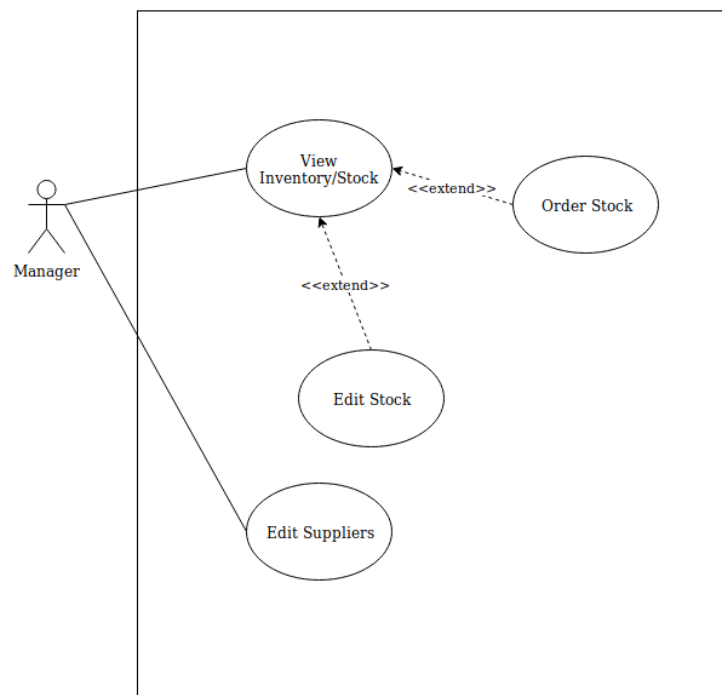 View
Inventory/Stock
<<extend>>
Order Stock
Manager
<<extend>>
Edit Stock
Edit Suppliers